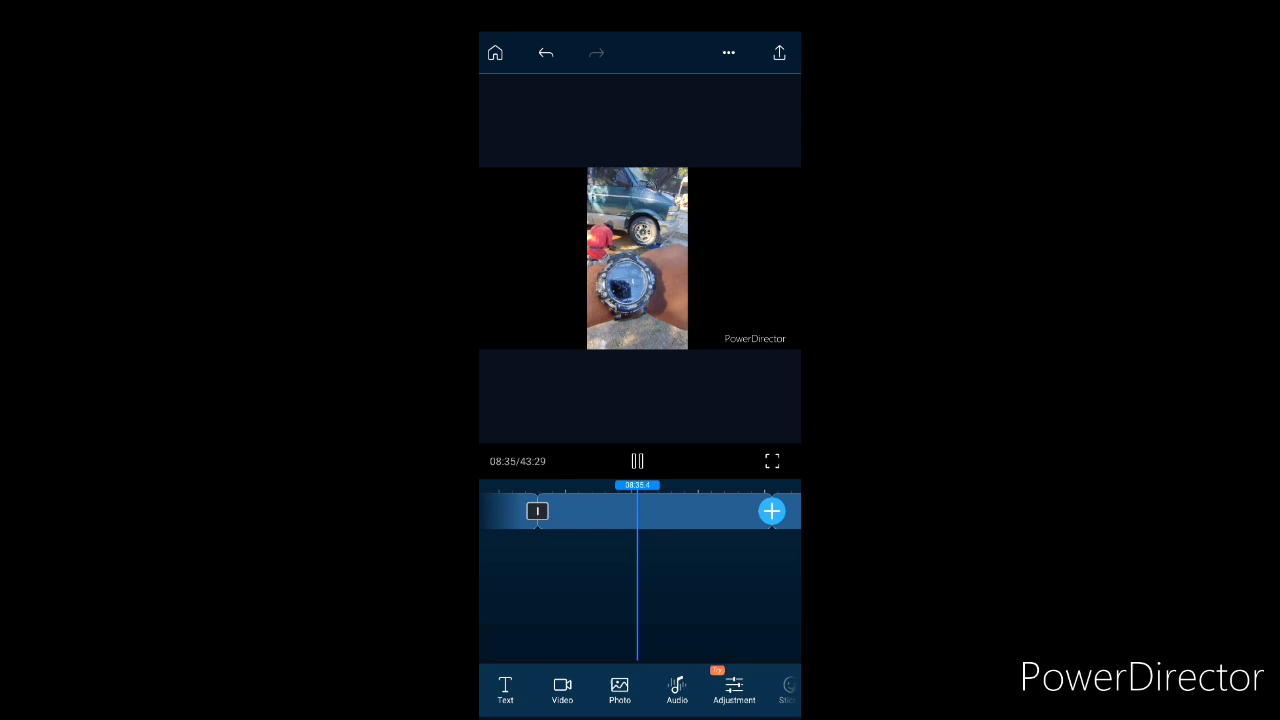 PowerDirector
08:35/43:29
08:35.4
Try
Text
Video
Photo
Audio
Adjustment
PowerDirector